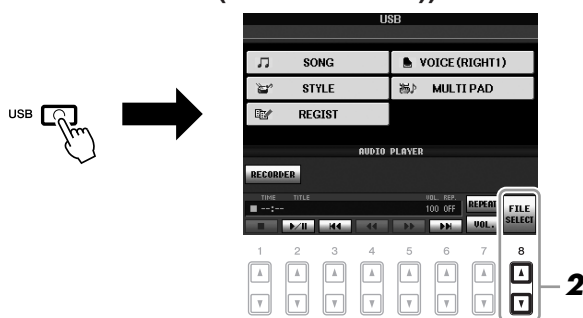 ))
USB
SONG
VOICE (RIGHT1)
STYLE
MULTI PAD
REGIST
USB
AUDIO PLAYER
RECORDER
TIME TITLE VOL. REP.
--:-- 100 OFF
REPEAT
FILE SELECT
VOL.
1 2 3 4 5 6 7 8
2